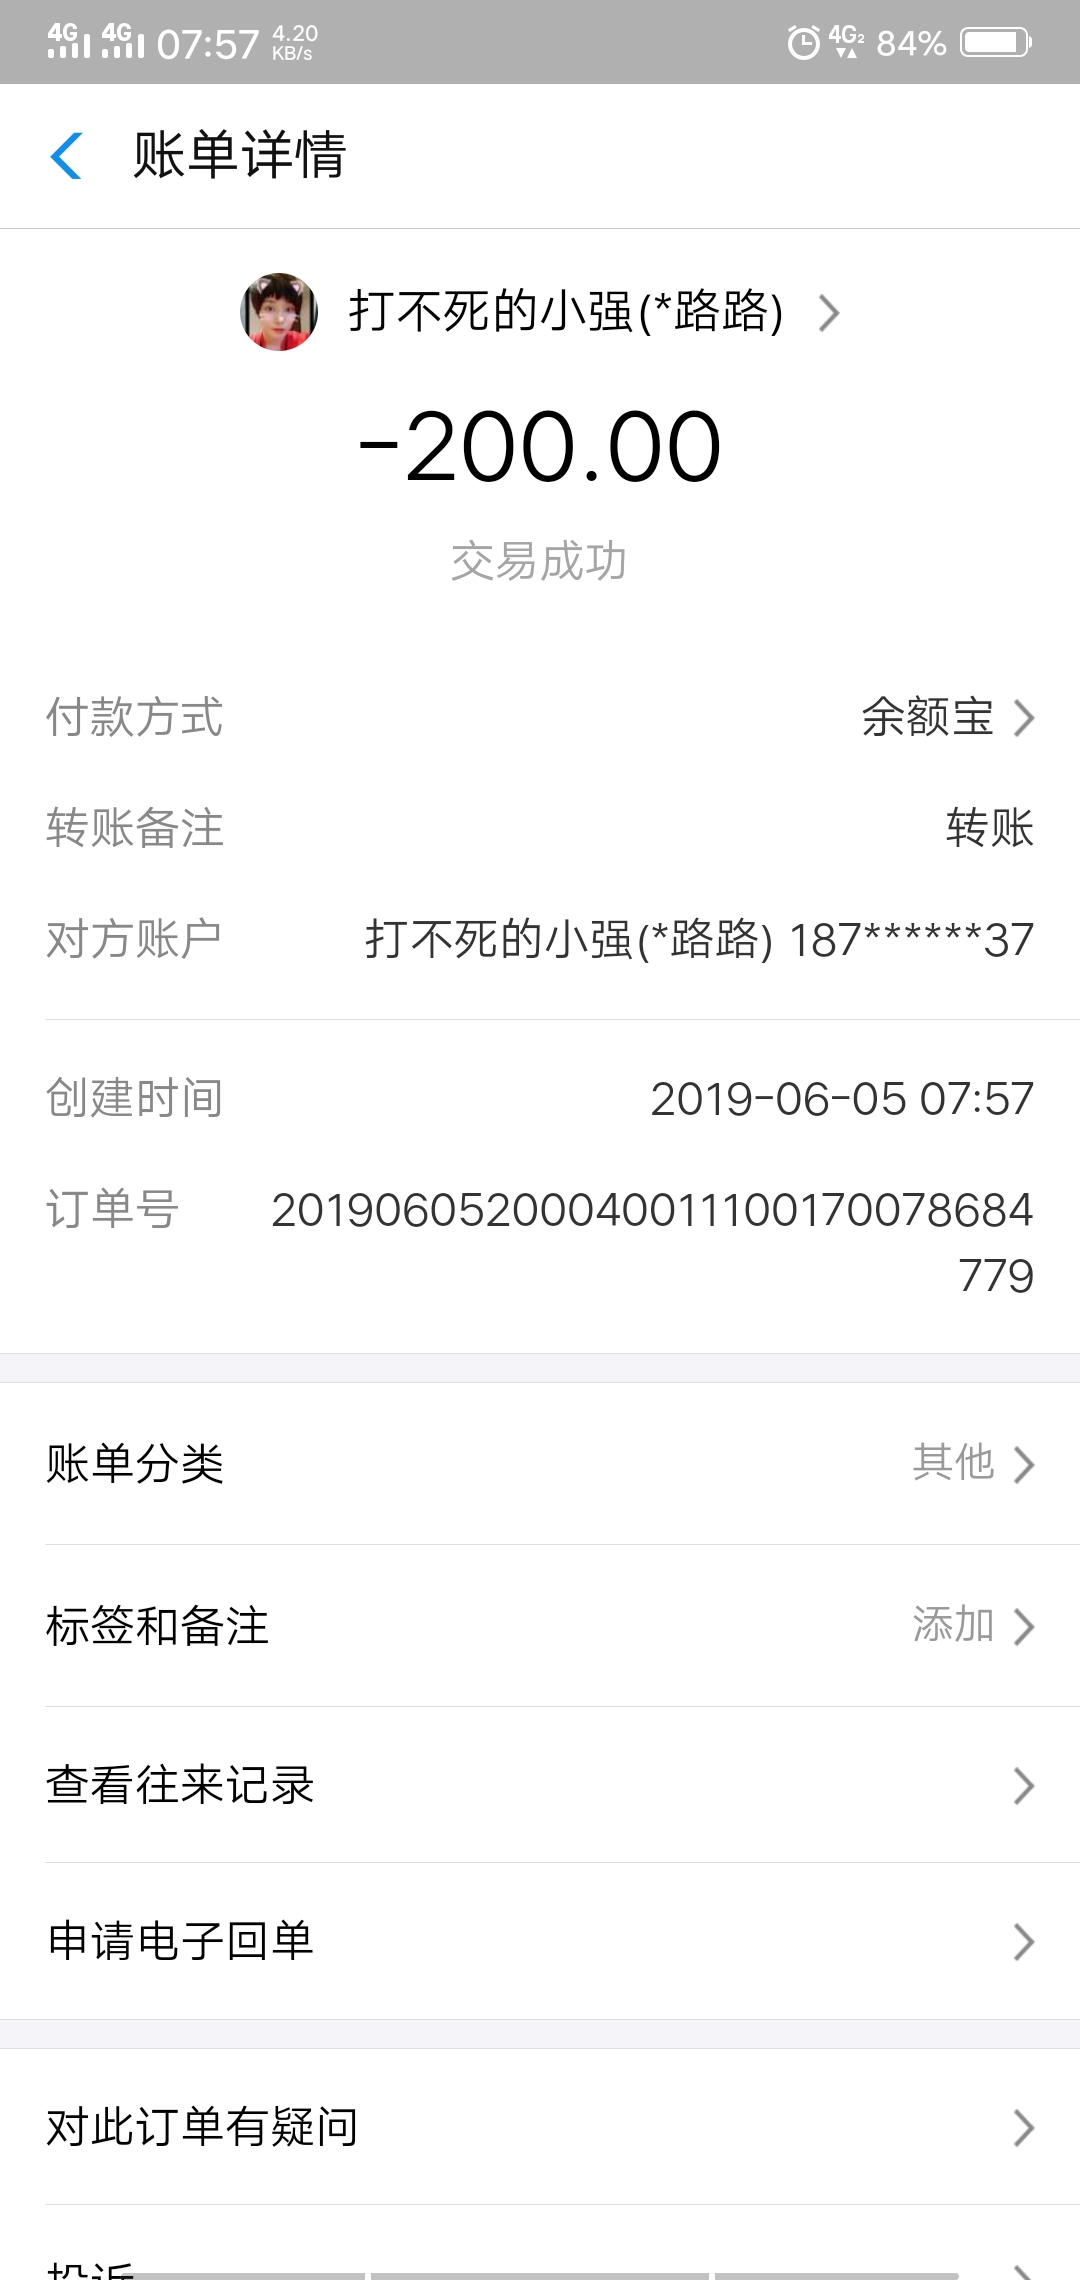 4G 4G 07:57 4.20 KB/s 4G2 84%
账单详情
打不死的小强(*路路)
-200.00
交易成功
付款方式 余额宝
转账备注 转账
对方账户 打不死的小强(*路路) 187******37
创建时间 2019-06-05 07:57
订单号 20190605200040011100170078684
779
账单分类 其他
标签和备注 添加
查看往来记录
申请电子回单
对此订单有疑问
投诉